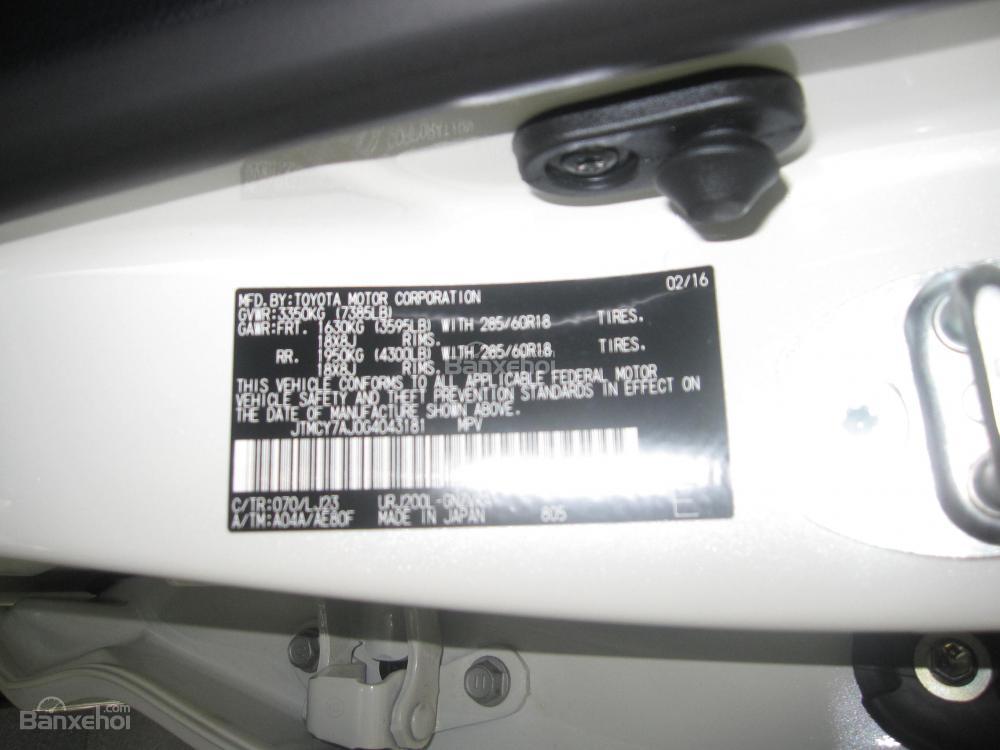 02/16
MFD.BY:TOYOTA MOTOR CORPORATION
GVWR:3350KG (7385LB)
GAWR:FRT. 1630KG (3595LB) WITH 285/60R18 TIRES.
18X8J RIMS.
RR. 1950KG (4300LB) WITH 285/60R18 TIRES.
18X8J RIMS.
THIS VEHICLE CONFORMS TO ALL APPLICABLE FEDERAL MOTOR
VEHICLE SAFETY AND THEFT PREVENTION STANDARDS IN EFFECT ON
THE DATE OF MANUFACTURE SHOWN ABOVE.
JTMCY7AJ0G4043181 MPV
C/TR:070/LJ23
A/TM:A04A/AE80F MADE IN JAPAN 805
E
Banxehoi
.com
Banxehoi